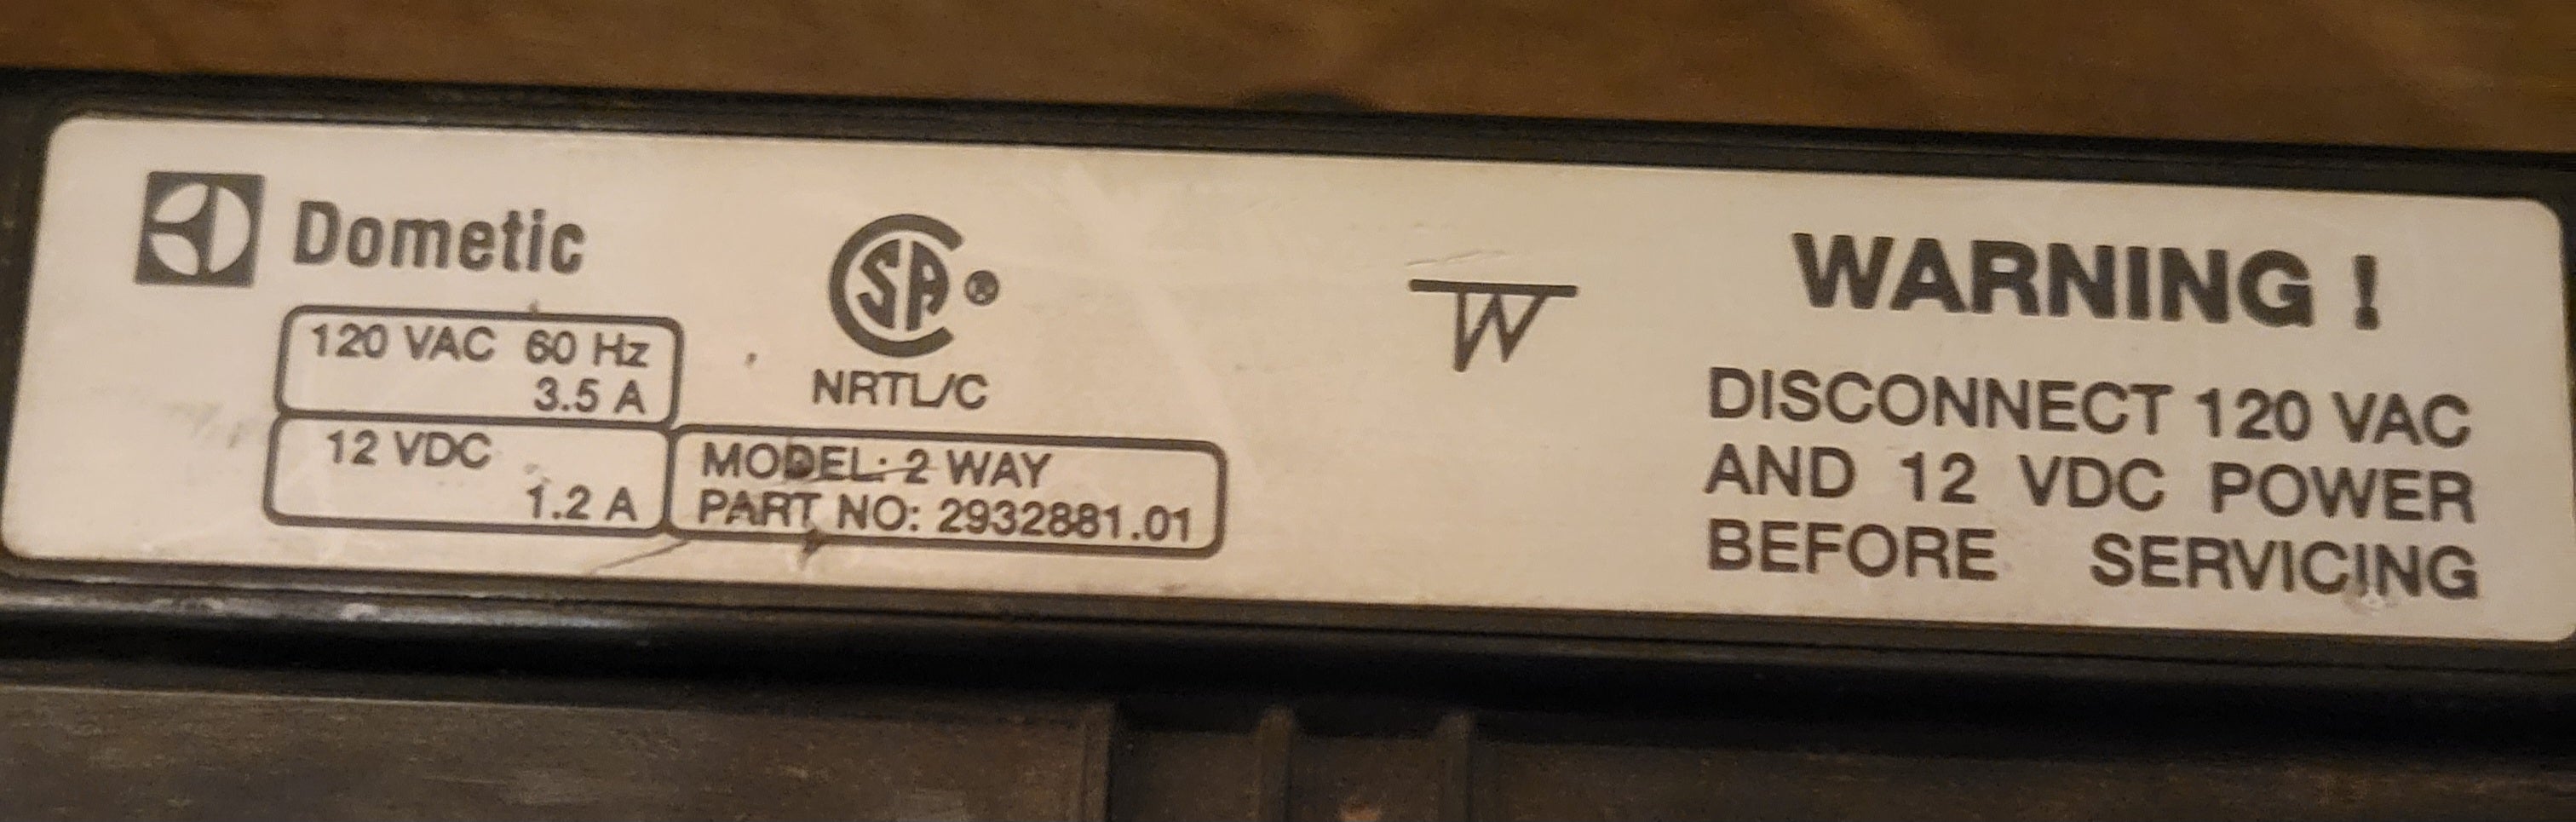 Dometic
120 VAC 60 Hz
3.5 A
12 VDC
1.2 A
SA ®
NRTL/C
MODEL: 2 WAY
PART NO: 2932881.01
W
WARNING !
DISCONNECT 120 VAC
AND 12 VDC POWER
BEFORE SERVICING